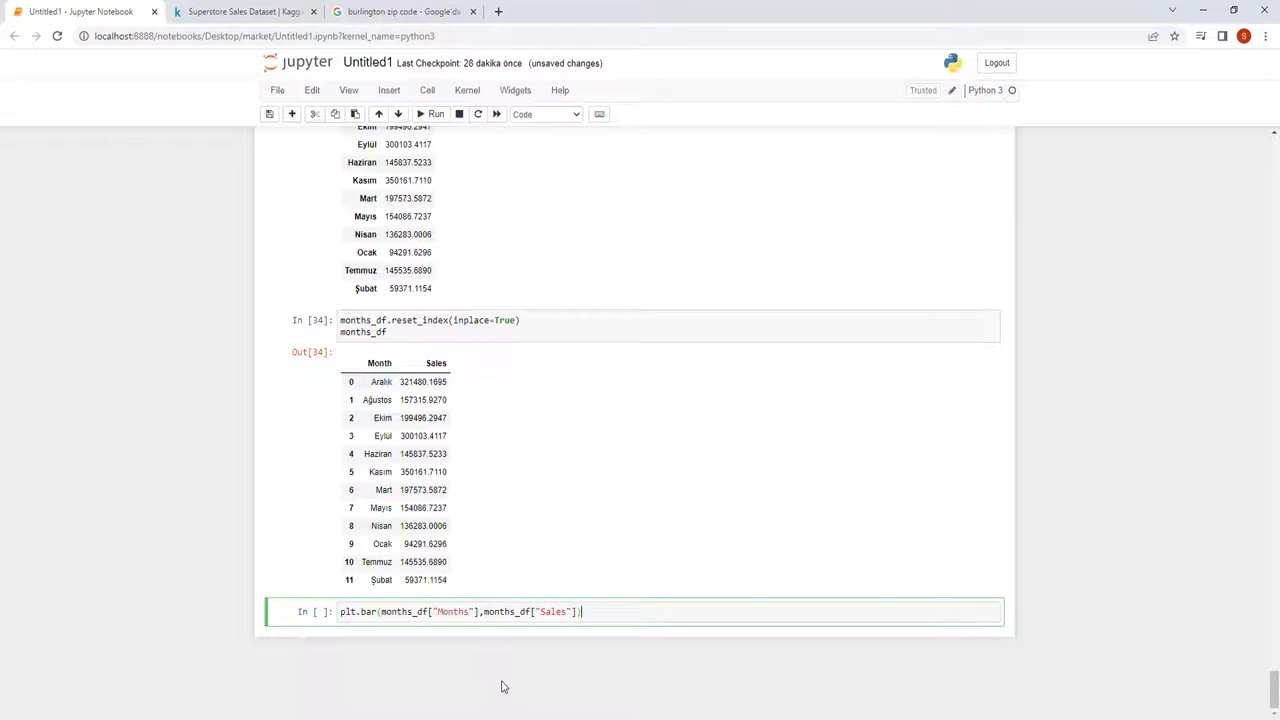 Untitled1 - Jupyter Notebook
Superstore Sales Dataset | Kagg
burlington zip code - Google'da
localhost:8888/notebooks/Desktop/market/Untitled1.ipynb?kernel_name=python3
S
jupyter Untitled1 Last Checkpoint: 28 dakika önce (unsaved changes)
Logout
File Edit View Insert Cell Kernel Widgets Help
Trusted
Python 3
Run
Code
Ekim 199496.2947
Eylül 300103.4117
Haziran 145837.5233
Kasım 350161.7110
Mart 197573.5872
Mayıs 154086.7237
Nisan 136283.0006
Ocak 94291.6296
Temmuz 145535.6890
Şubat 59371.1154
In [34]: months_df.reset_index(inplace=True)
months_df
Out[34]:
Month Sales
0 Aralık 321480.1695
1 Ağustos 157315.9270
2 Ekim 199496.2947
3 Eylül 300103.4117
4 Haziran 145837.5233
5 Kasım 350161.7110
6 Mart 197573.5872
7 Mayıs 154086.7237
8 Nisan 136283.0006
9 Ocak 94291.6296
10 Temmuz 145535.6890
11 Şubat 59371.1154
In [ ]: plt.bar(months_df["Months"],months_df["Sales"])